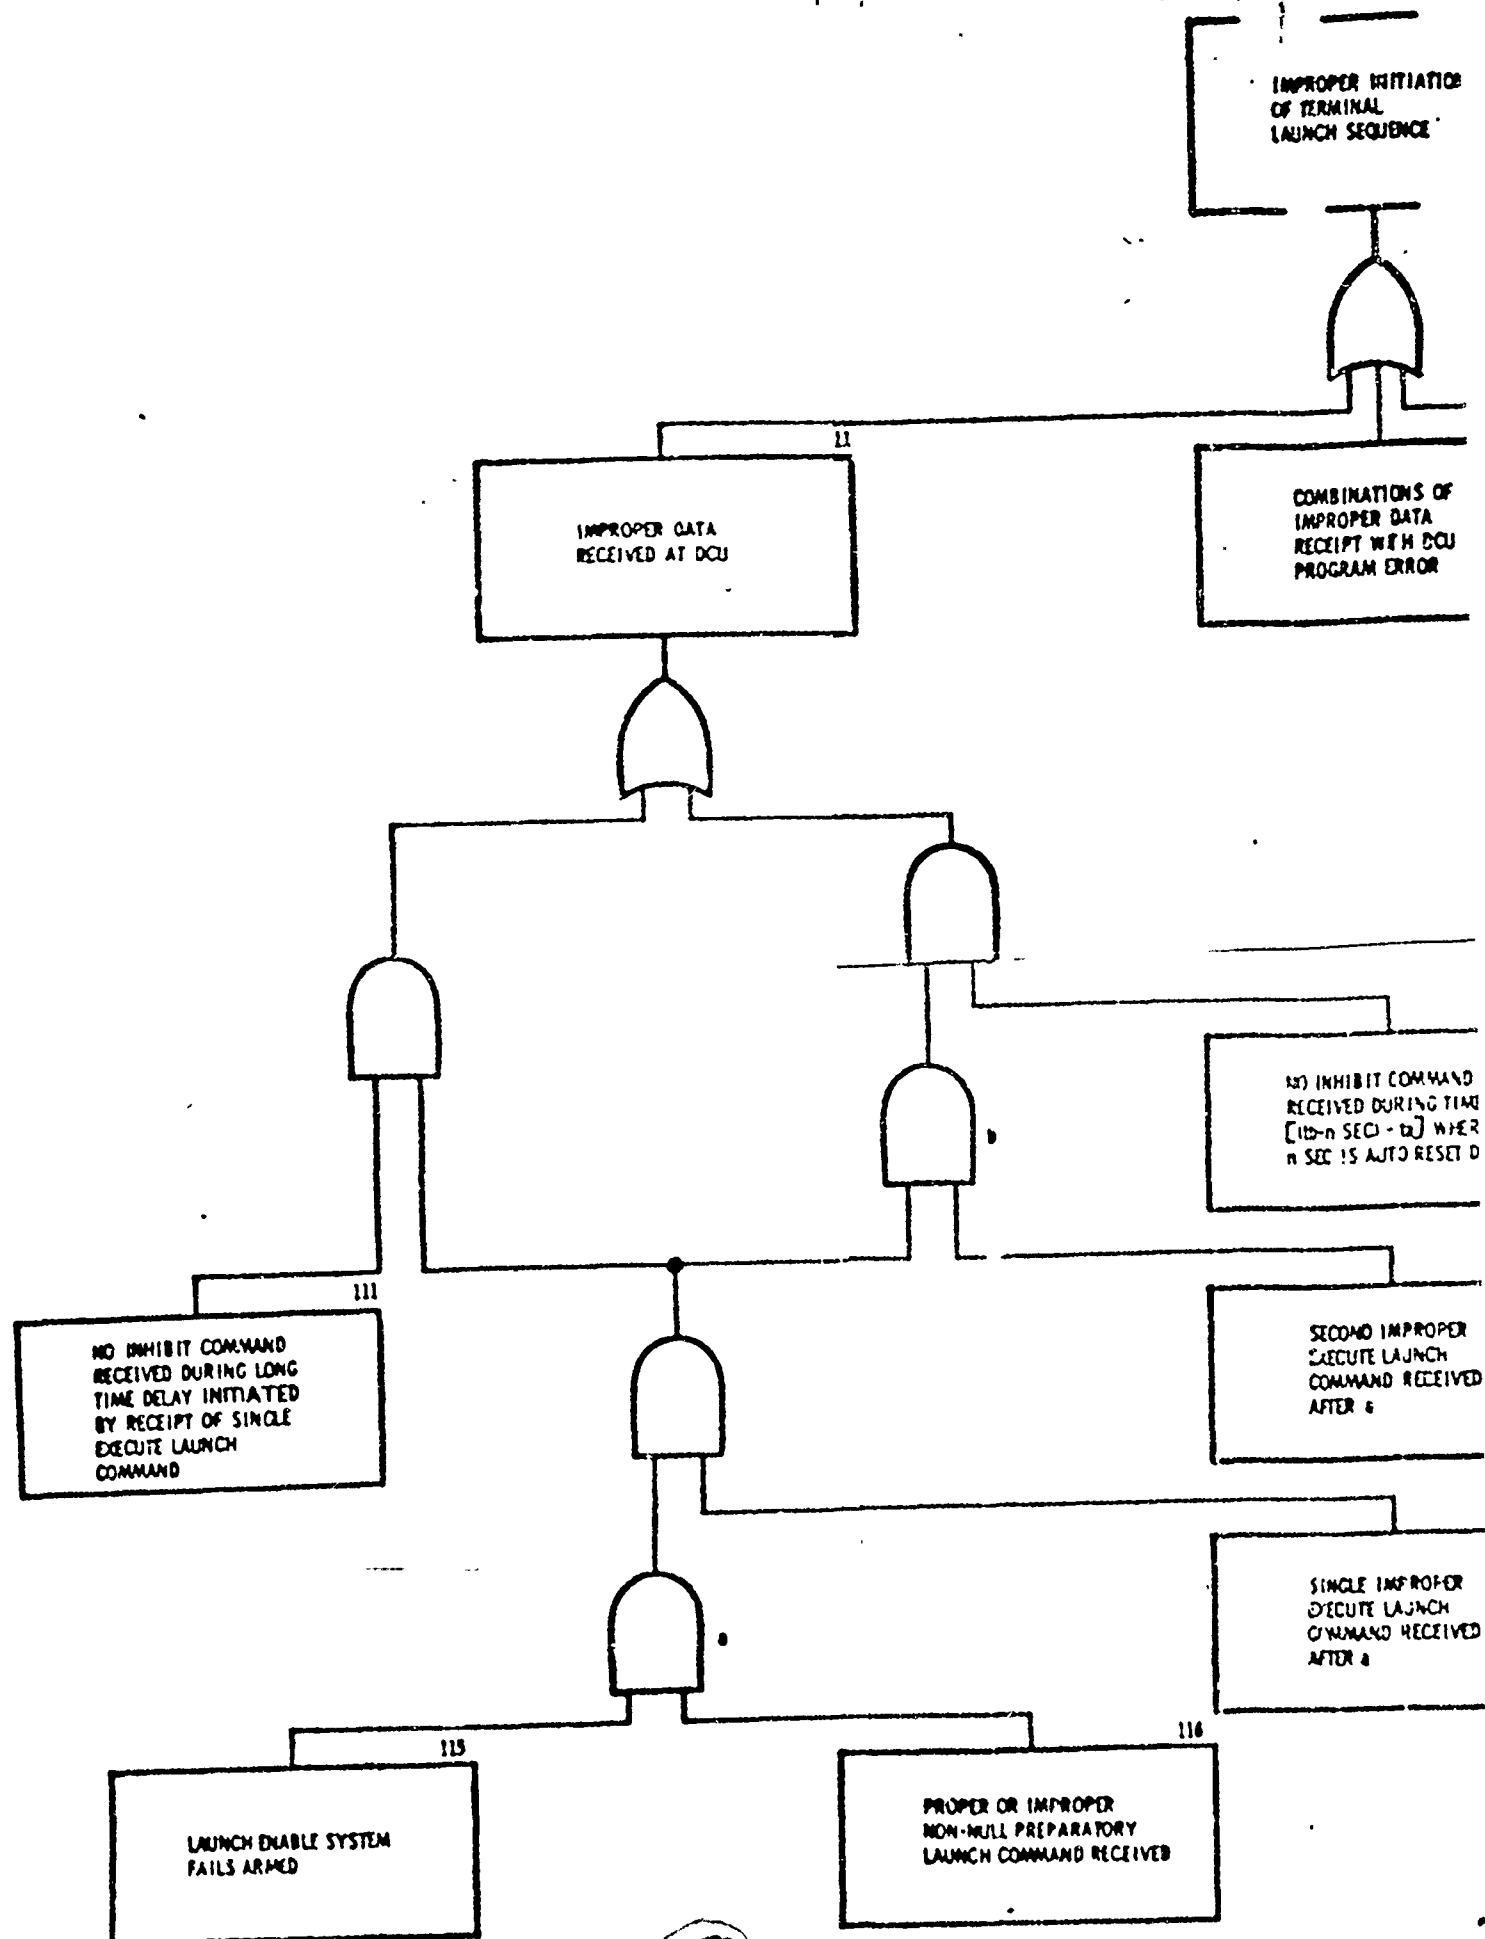 IMPROPER INITIATION
OF TERMINAL
LAUNCH SEQUENCE
11
IMPROPER DATA
RECEIVED AT DCU
COMBINATIONS OF
IMPROPER DATA
RECEIPT WITH DCU
PROGRAM ERROR
NO INHIBIT COMMAND
RECEIVED DURING TIME
SEC) - ta] WHER
n SEC IS AUTO RESET D
b
111
NO INHIBIT COMMAND
RECEIVED DURING LONG
TIME DELAY INITIATED
BY RECEIPT OF SINGLE
EXECUTE LAUNCH
COMMAND
SECOND IMPROPER
EXECUTE LAUNCH
COMMAND RECEIVED
AFTER a
SINGLE IMPROPER
EXECUTE LAUNCH
COMMAND RECEIVED
AFTER a
a
115
LAUNCH ENABLE SYSTEM
FAILS ARMED
116
PROPER OR IMPROPER
NON-NULL PREPARATORY
LAUNCH COMMAND RECEIVED